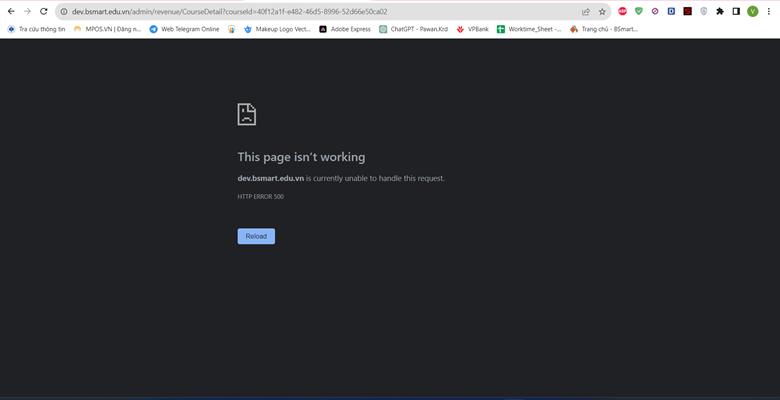 dev.bsmart.edu.vn/admin/revenue/CourseDetail?courseId=40f12a1f-e482-46d5-8996-52d66e50ca02
ABP
V
Tra cứu thông tin
MPOS.VN | Đăng n...
Web Telegram Online
Makeup Logo Vect...
Adobe Express
ChatGPT - Pawan.Krd
VPBank
Worktime_Sheet -...
Trang chủ - BSmart...
This page isn't working
dev.bsmart.edu.vn is currently unable to handle this request.
HTTP ERROR 500
Reload